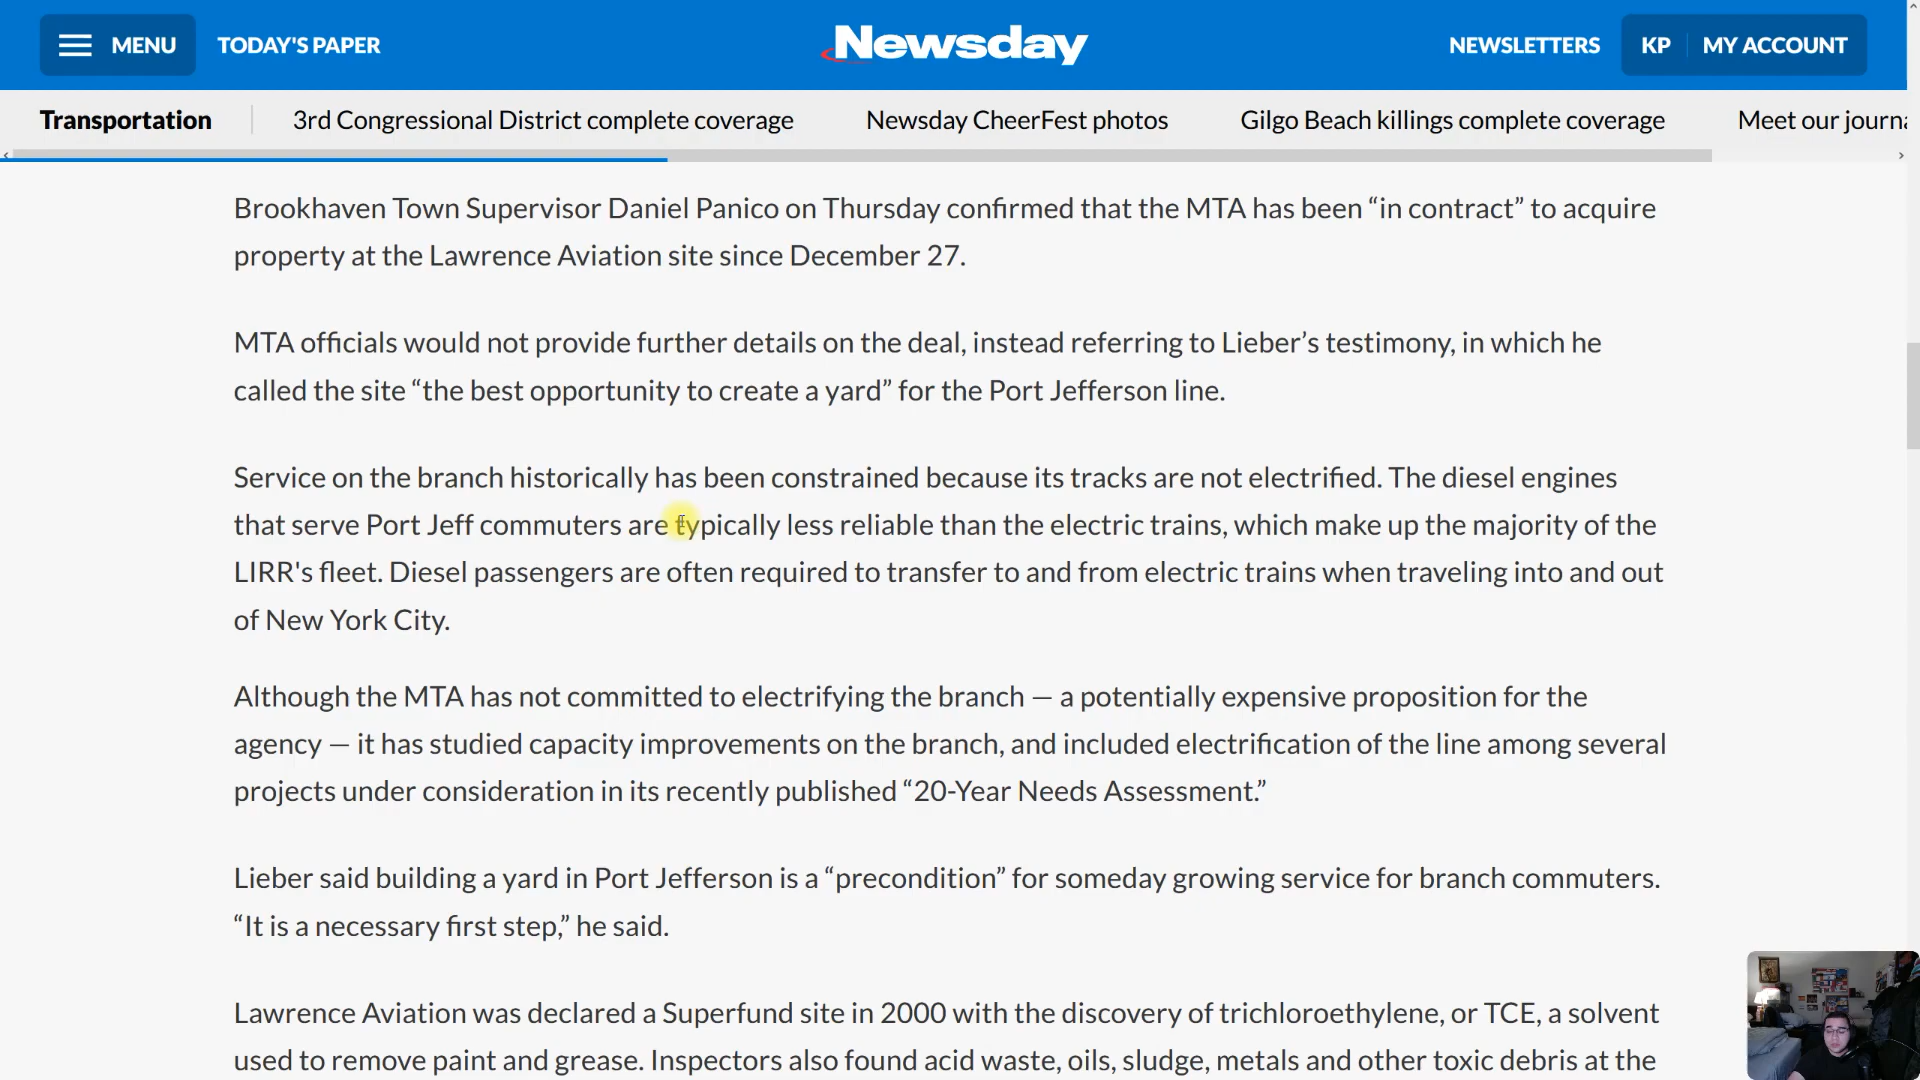 MENU TODAY'S PAPER Newsday NEWSLETTERS KP MY ACCOUNT
Transportation 3rd Congressional District complete coverage Newsday CheerFest photos Gilgo Beach killings complete coverage Meet our journa
Brookhaven Town Supervisor Daniel Panico on Thursday confirmed that the MTA has been “in contract” to acquire
property at the Lawrence Aviation site since December 27.
MTA officials would not provide further details on the deal, instead referring to Lieber’s testimony, in which he
called the site “the best opportunity to create a yard” for the Port Jefferson line.
Service on the branch historically has been constrained because its tracks are not electrified. The diesel engines
that serve Port Jeff commuters are typically less reliable than the electric trains, which make up the majority of the
LIRR's fleet. Diesel passengers are often required to transfer to and from electric trains when traveling into and out
of New York City.
Although the MTA has not committed to electrifying the branch — a potentially expensive proposition for the
agency — it has studied capacity improvements on the branch, and included electrification of the line among several
projects under consideration in its recently published “20-Year Needs Assessment.”
Lieber said building a yard in Port Jefferson is a “precondition” for someday growing service for branch commuters.
“It is a necessary first step,” he said.
Lawrence Aviation was declared a Superfund site in 2000 with the discovery of trichloroethylene, or TCE, a solvent
used to remove paint and grease. Inspectors also found acid waste, oils, sludge, metals and other toxic debris at the